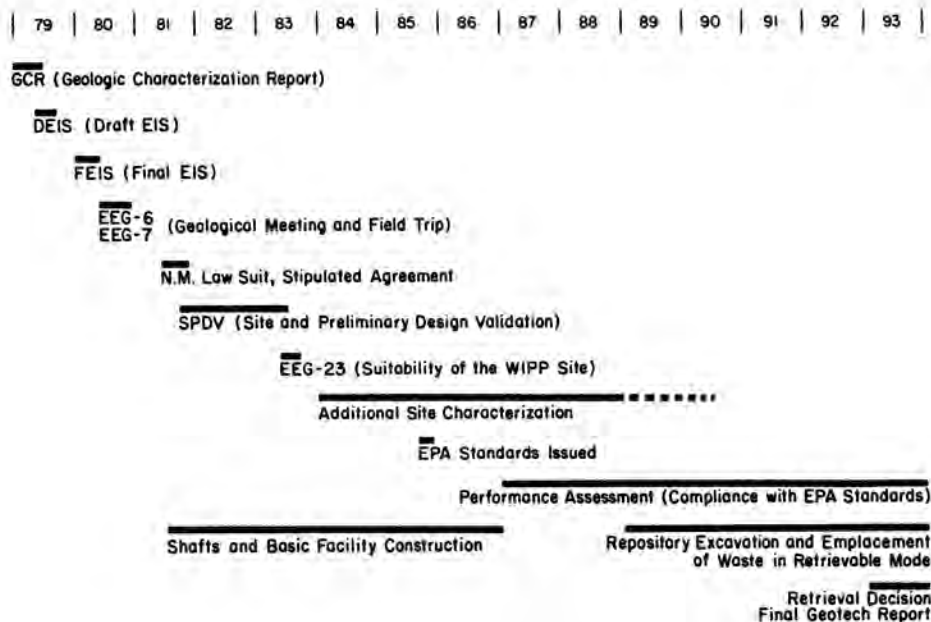 79 80 81 82 83 84 85 86 87 88 89 90 91 92 93
GCR (Geologic Characterization Report)
DEIS (Draft EIS)
FEIS (Final EIS)
EEG-6
EEG-7 (Geological Meeting and Field Trip)
N.M. Law Suit, Stipulated Agreement
SPDV (Site and Preliminary Design Validation)
EEG-23 (Suitability of the WIPP Site)
Additional Site Characterization
EPA Standards Issued
Performance Assessment (Compliance with EPA Standards)
Shafts and Basic Facility Construction
Repository Excavation and Emplacement
of Waste in Retrievable Mode
Retrieval Decision
Final Geotech Report